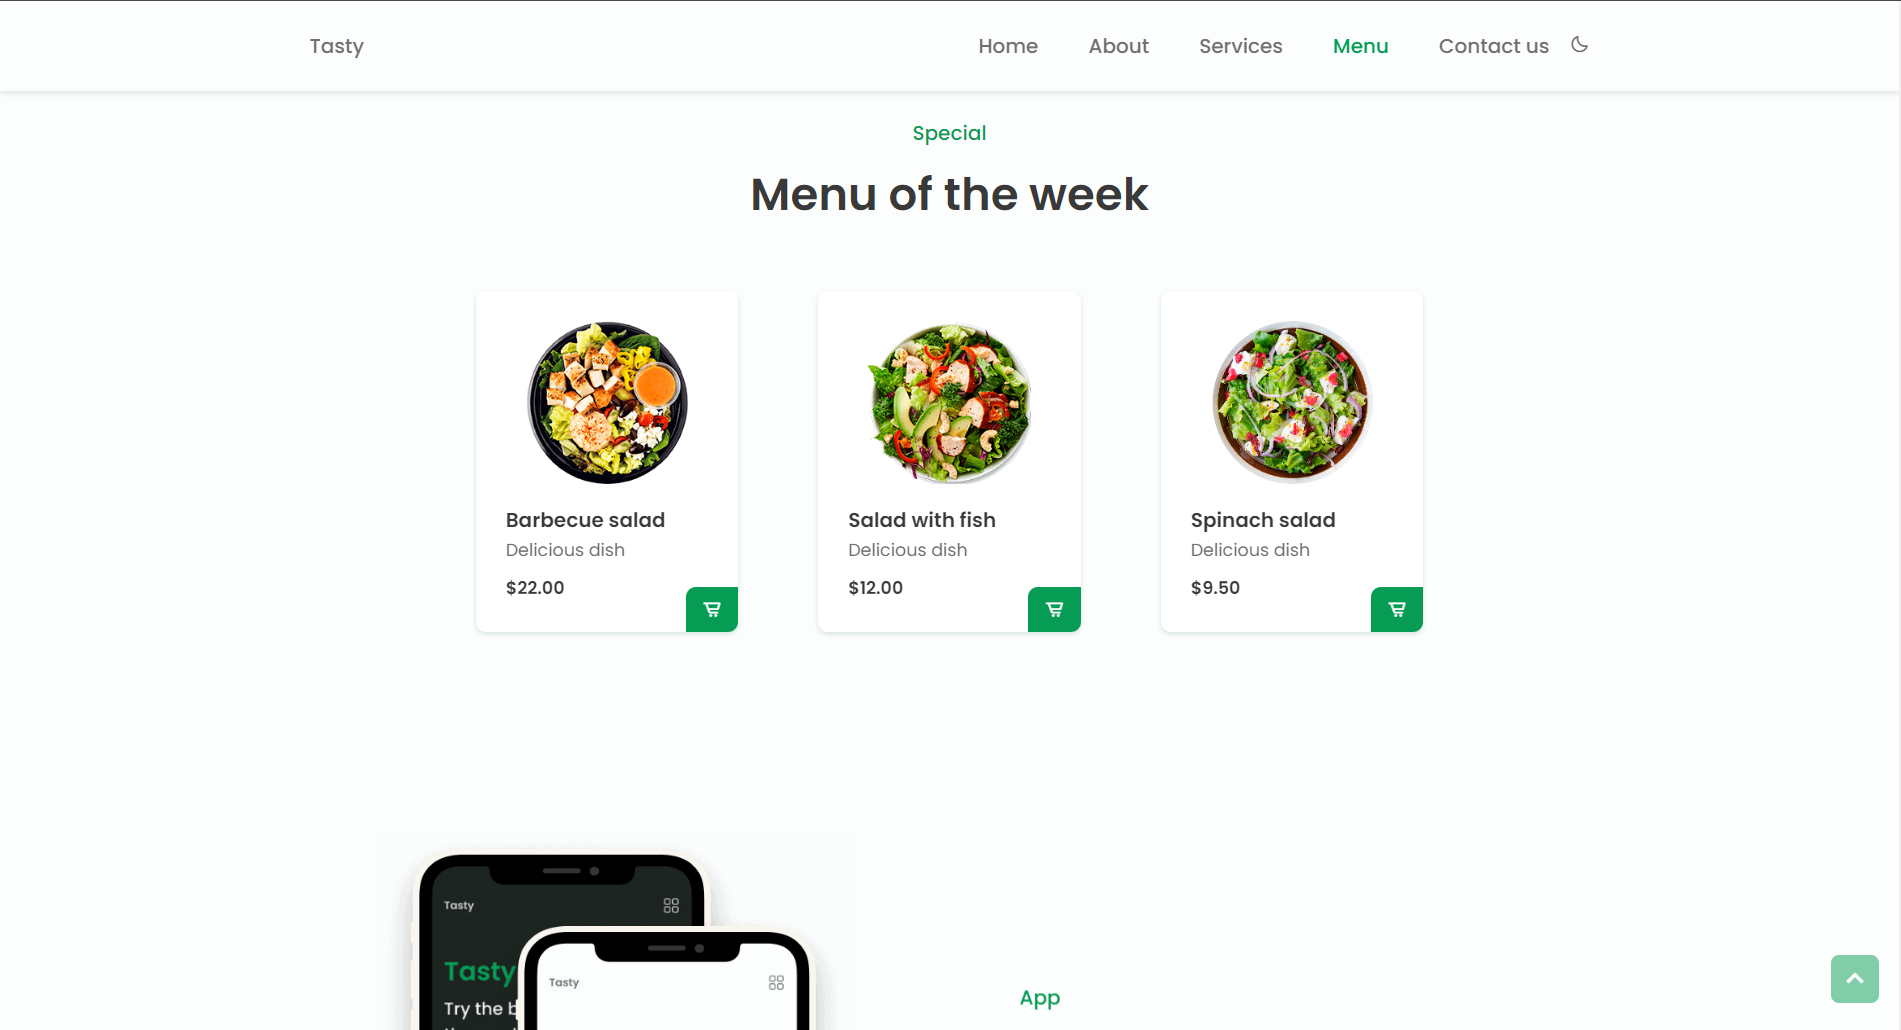 Tasty
Home About Services Menu Contact us
Special
Menu of the week
Barbecue salad
Delicious dish
$22.00
Salad with fish
Delicious dish
$12.00
Spinach salad
Delicious dish
$9.50
Tasty
Tasty
Try the
Tasty
App